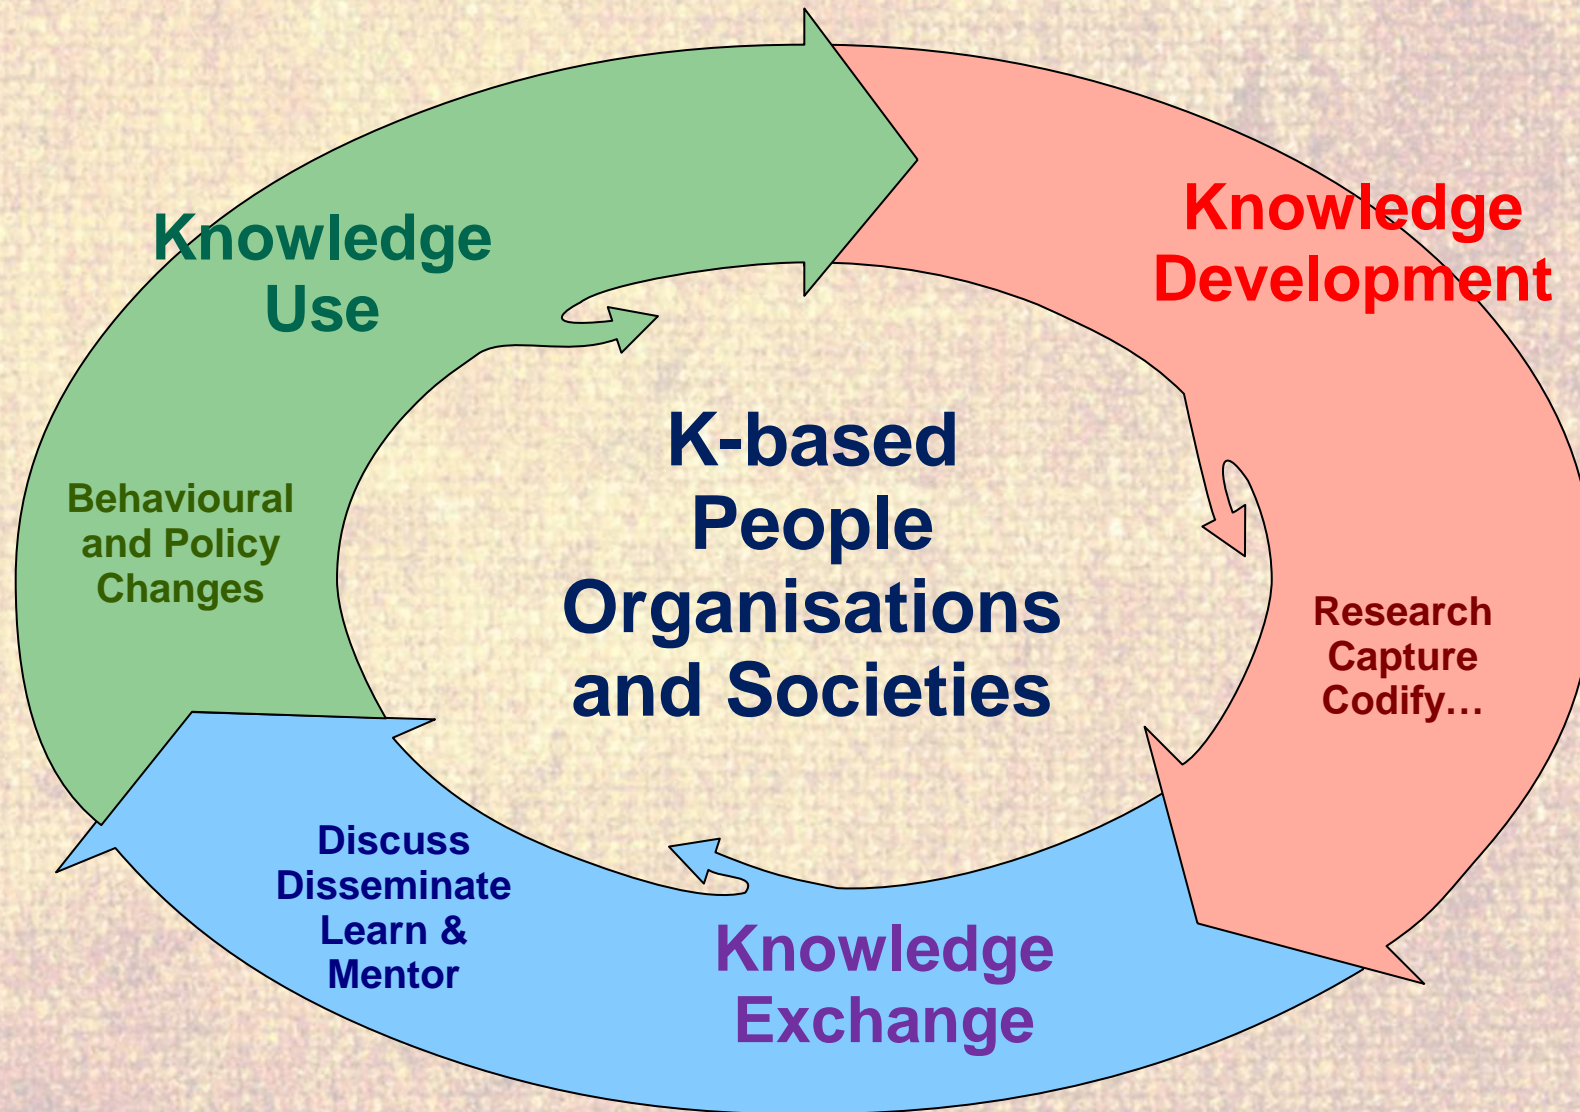 Knowledge
Use
Knowledge
Development
K-based
People
Organisations
and Societies
Behavioural
and Policy
Changes
Research
Capture
Codify…
Discuss
Disseminate
Learn &
Mentor
Knowledge
Exchange